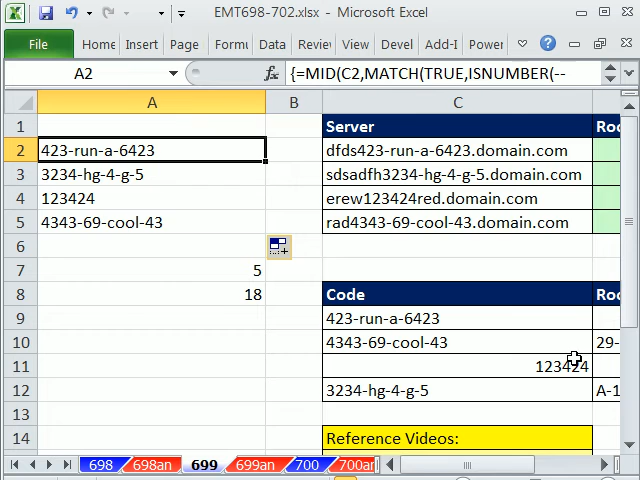 EMT698-702.xlsx - Microsoft Excel
File Home Insert Page Formu Data Revie View Devel Add-I Power
A2 fx {=MID(C2,MATCH(TRUE,ISNUMBER(--
A B C
1 Server Roo
2 423-run-a-6423 dfds423-run-a-6423.domain.com
3 3234-hg-4-g-5 sdsadfh3234-hg-4-g-5.domain.com
4 123424 erew123424red.domain.com
5 4343-69-cool-43 rad4343-69-cool-43.domain.com
6
7 5
8 18 Code Roo
9 423-run-a-6423
10 4343-69-cool-43 29-
11 123424
12 3234-hg-4-g-5 A-1
13
14 Reference Videos:
698 698an 699 699an 700 700an